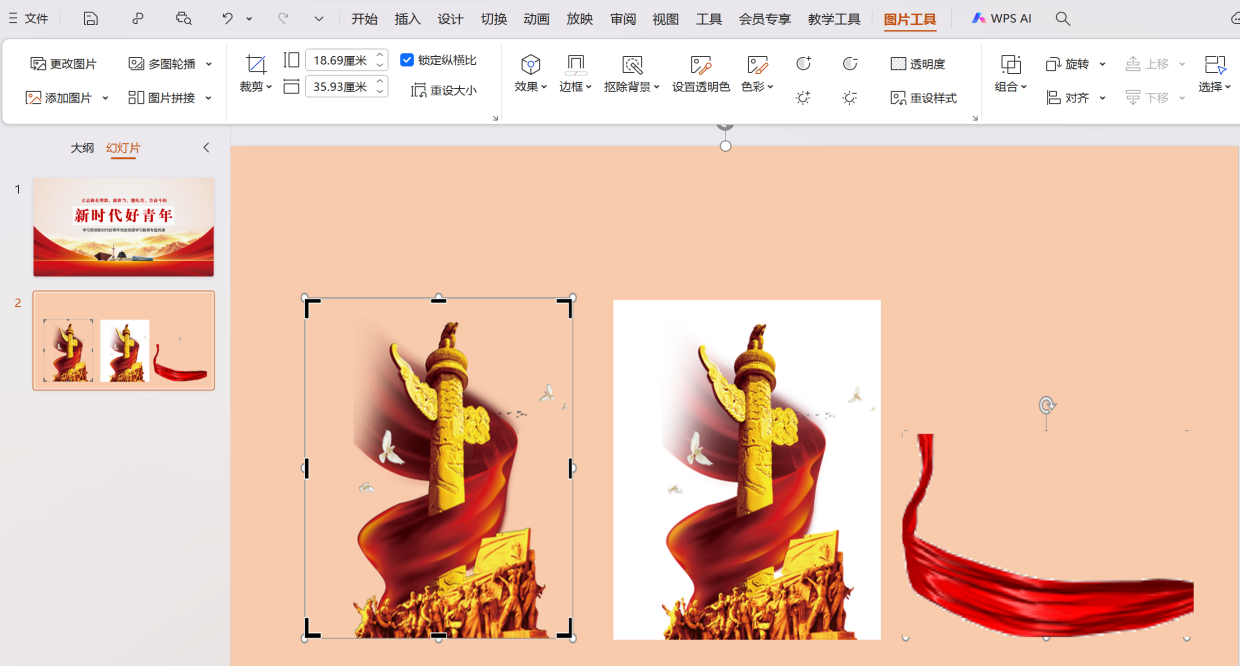 文件 开始 插入 设计 切换 动画 放映 审阅 视图 工具 会员专享 教学工具 图片工具 WPS AI
更改图片 多图轮播 18.69厘米 锁定纵横比 旋转 上移
裁剪 效果 边框 抠除背景 设置透明色 色彩 透明度 组合 选择
添加图片 图片拼接 35.93厘米 重设大小 重设样式 对齐 下移
大纲 幻灯片
1
新时代好青年
2